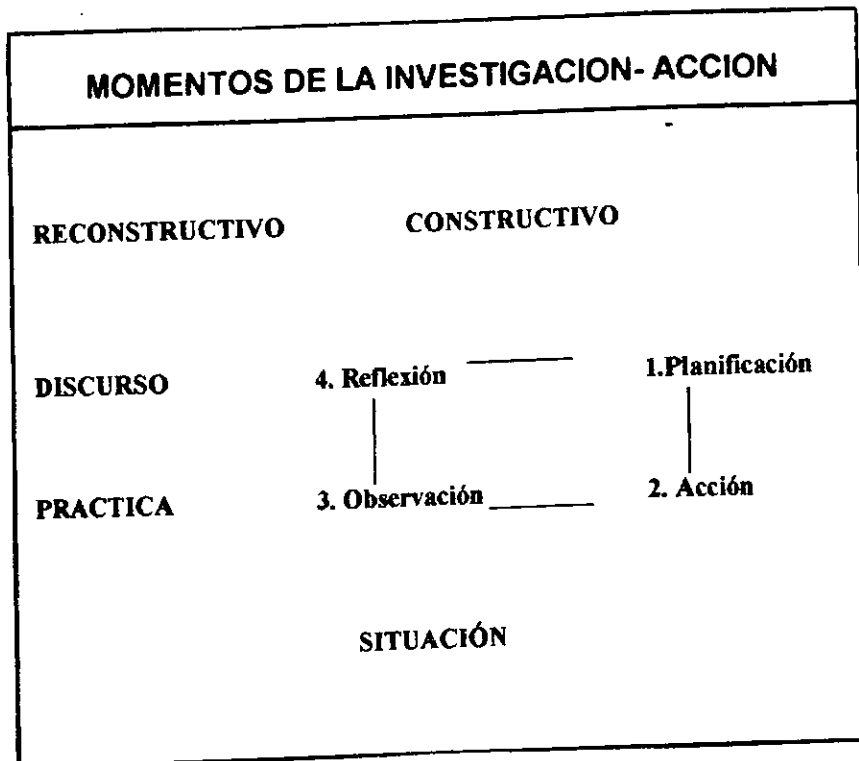 MOMENTOS DE LA INVESTIGACION- ACCION
RECONSTRUCTIVO CONSTRUCTIVO
DISCURSO 4. Reflexión 1.Planificación
PRACTICA 3. Observación 2. Acción
SITUACIÓN